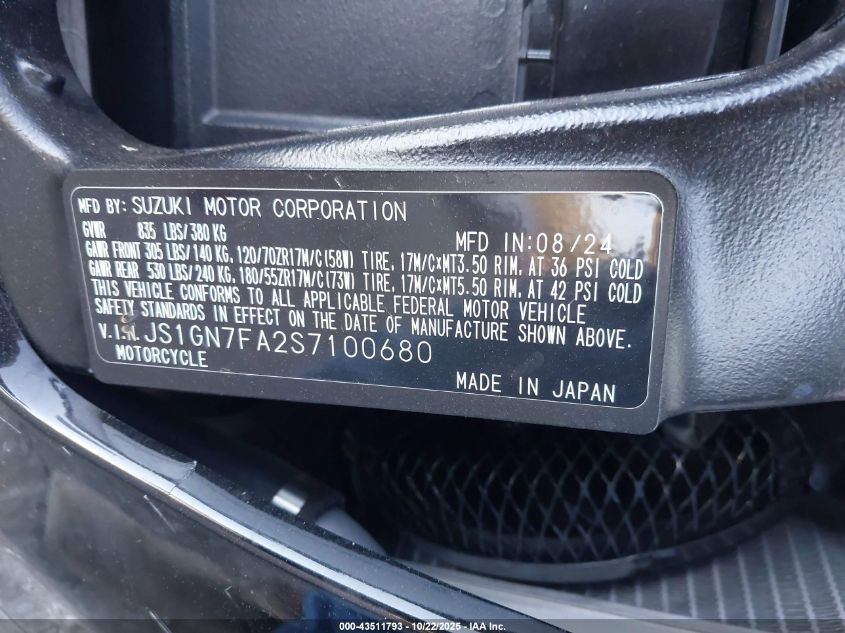 MFD BY: SUZUKI MOTOR CORPORATION
GVWR 835 LBS/380 KG MFD IN:08/24
GAWR FRONT 305 LBS/140 KG, 120/70ZR17M/C(58W) TIRE, 17M/C×MT3.50 RIM, AT 36 PSI COLD
GAWR REAR 530 LBS/240 KG, 180/55ZR17M/C(73W) TIRE, 17M/C×MT5.50 RIM, AT 42 PSI COLD
THIS VEHICLE CONFORMS TO ALL APPLICABLE FEDERAL MOTOR VEHICLE
SAFETY STANDARDS IN EFFECT ON THE DATE OF MANUFACTURE SHOWN ABOVE.
V.I.N. JS1GN7FA2S7100680
MOTORCYCLE MADE IN JAPAN
000-43511793 - 10/22/2025 - IAA Inc.